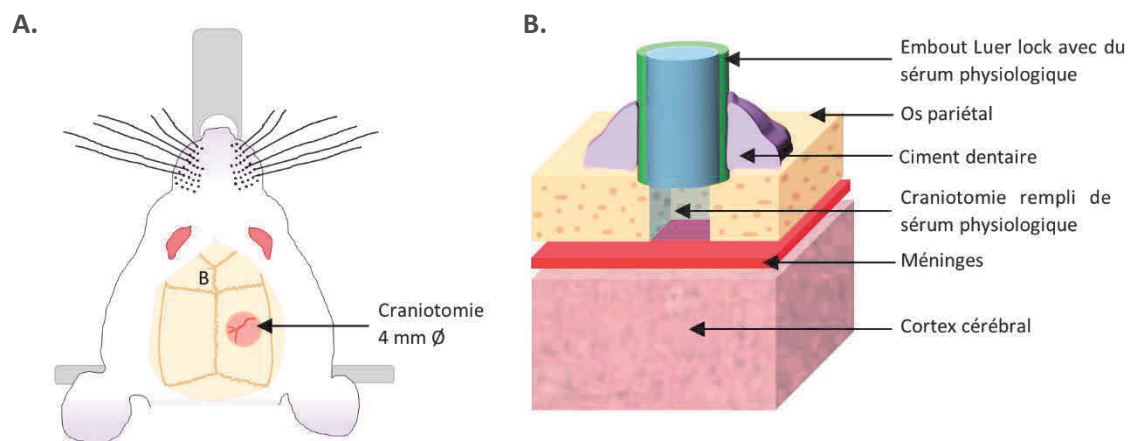 A.
B
Craniotomie
4 mm Ø
B.
Embout Luer lock avec du
sérum physiologique
Os pariétal
Ciment dentaire
Craniotomie rempli de
sérum physiologique
Méninges
Cortex cérébral